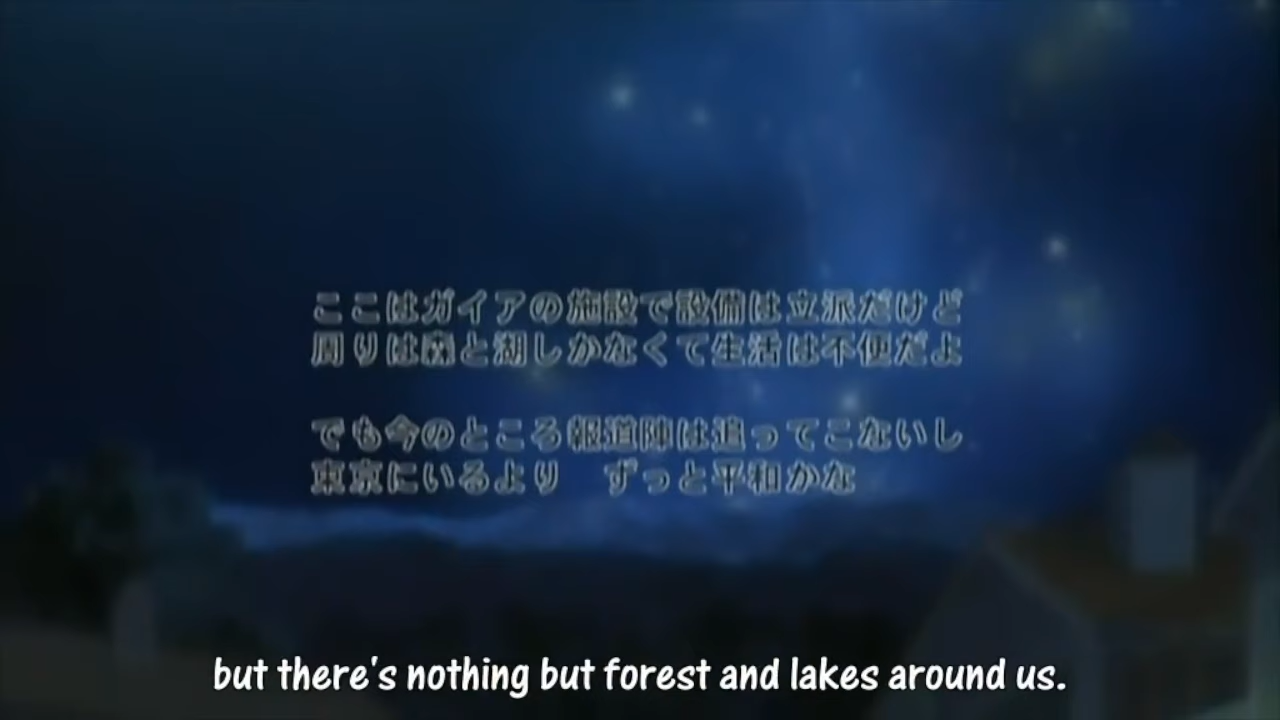 ここはガイアの施設で設備は立派だけど
周りは森と湖しかなくて生活は不便だよ
でも今のところ報道陣は追ってこないし
東京にいるより　ずっと平和かな
but there's nothing but forest and lakes around us.